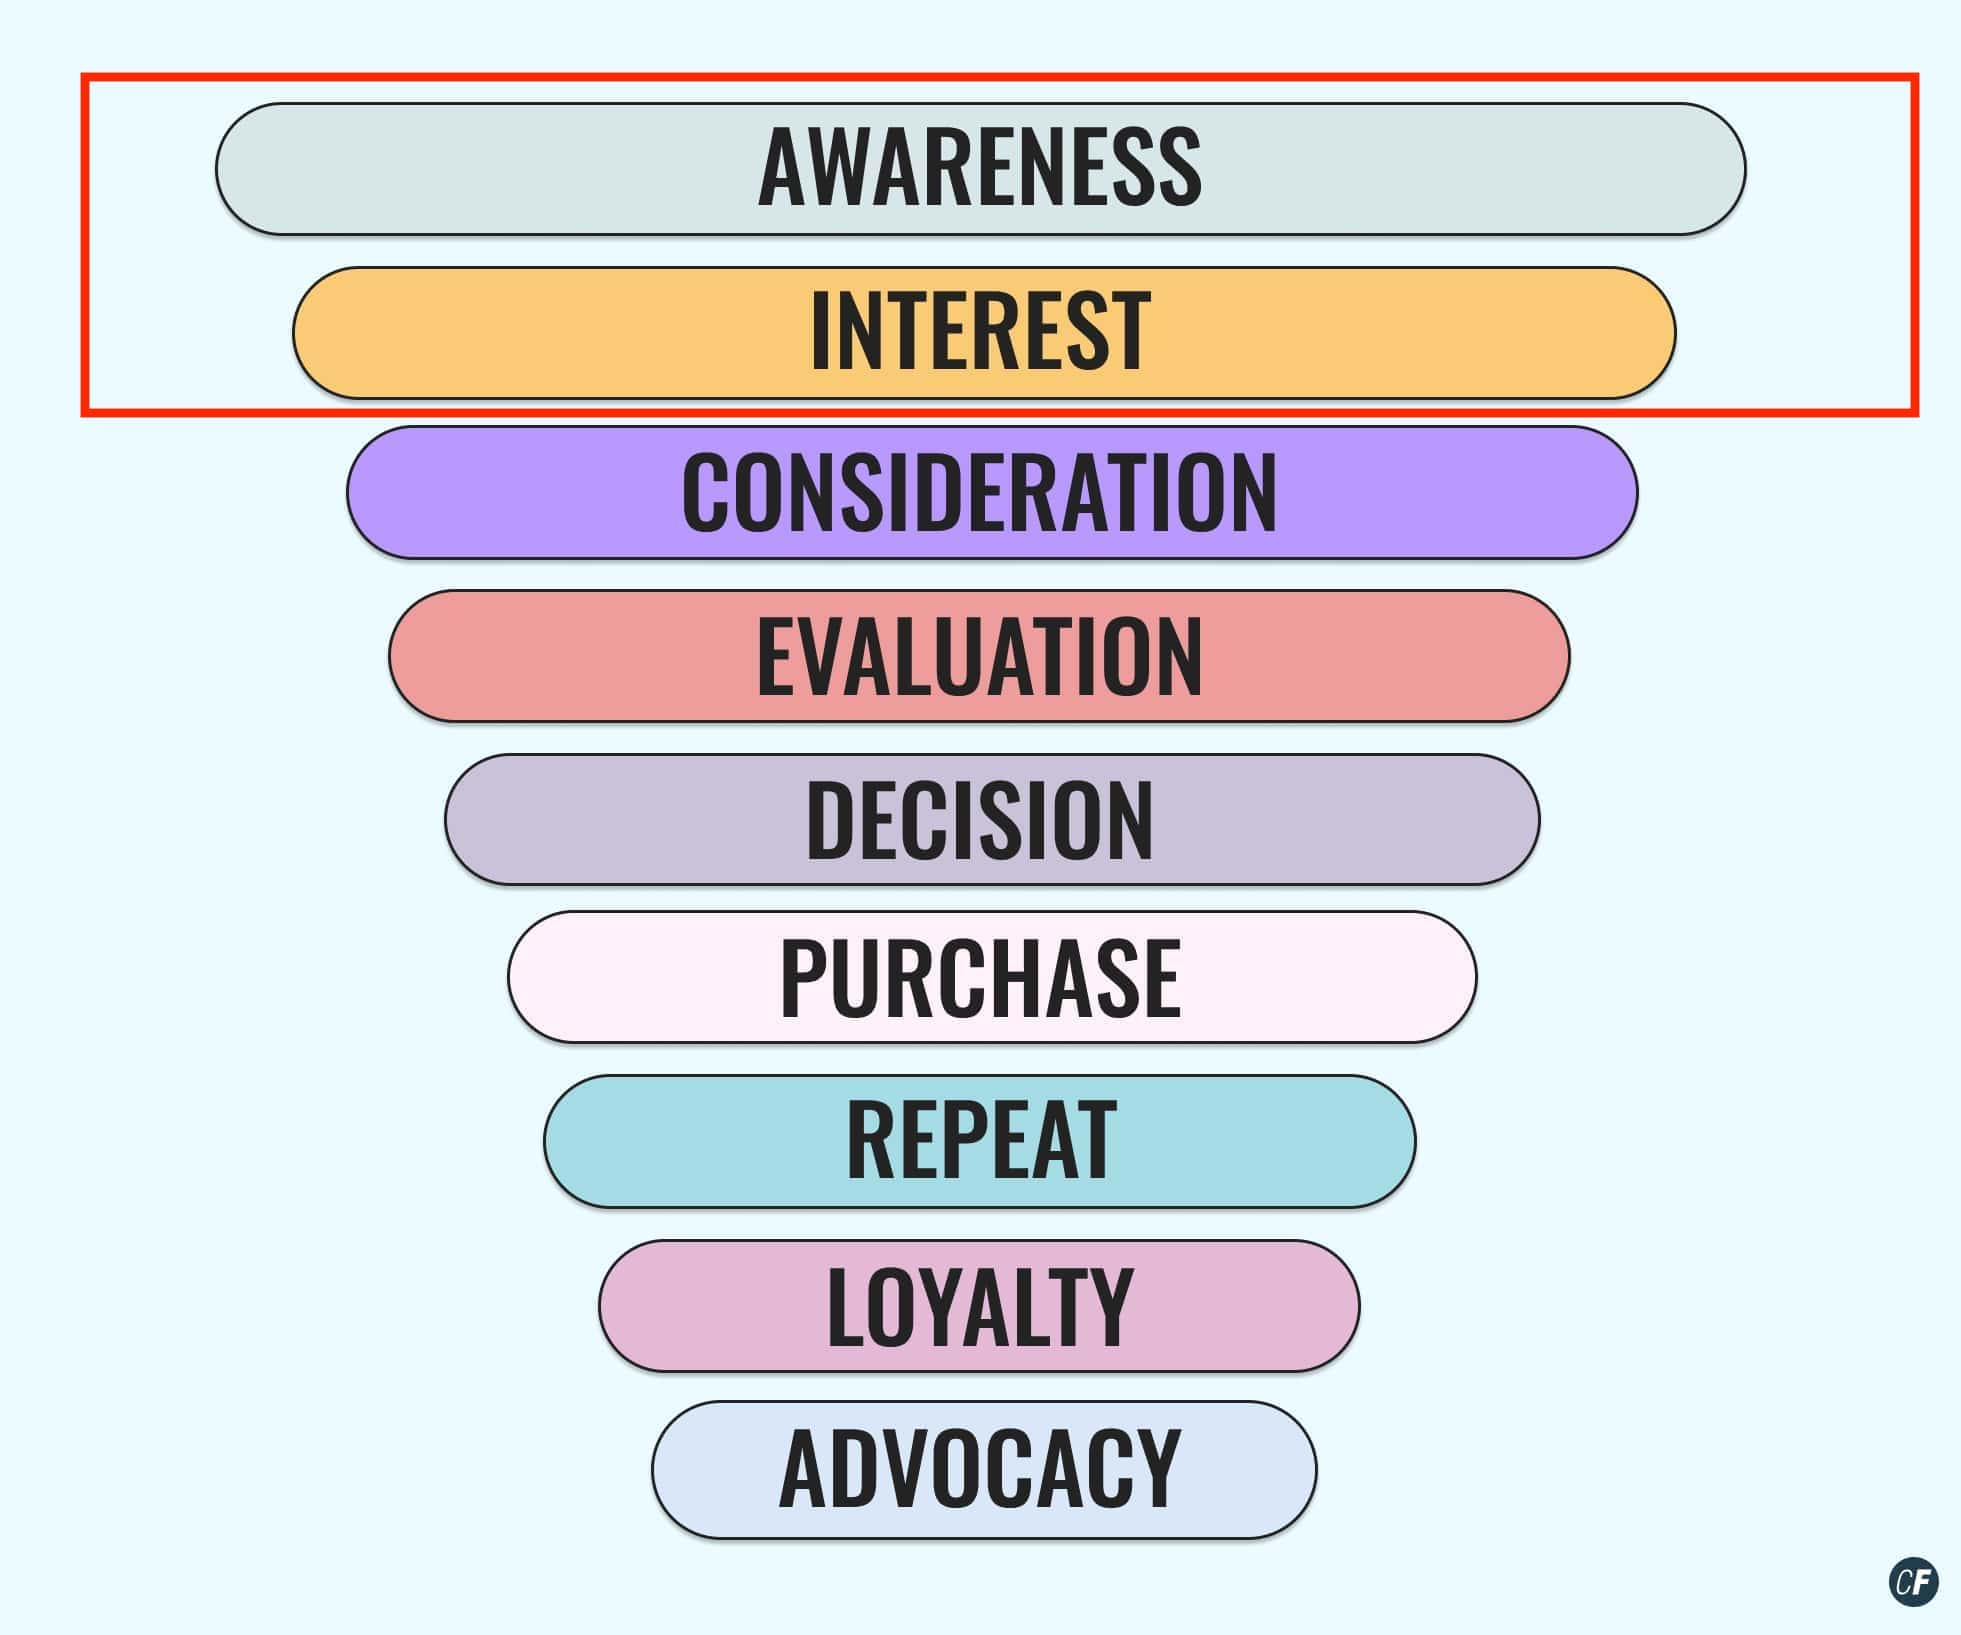 AWARENESS
INTEREST
CONSIDERATION
EVALUATION
DECISION
PURCHASE
REPEAT
LOYALTY
ADVOCACY
CF